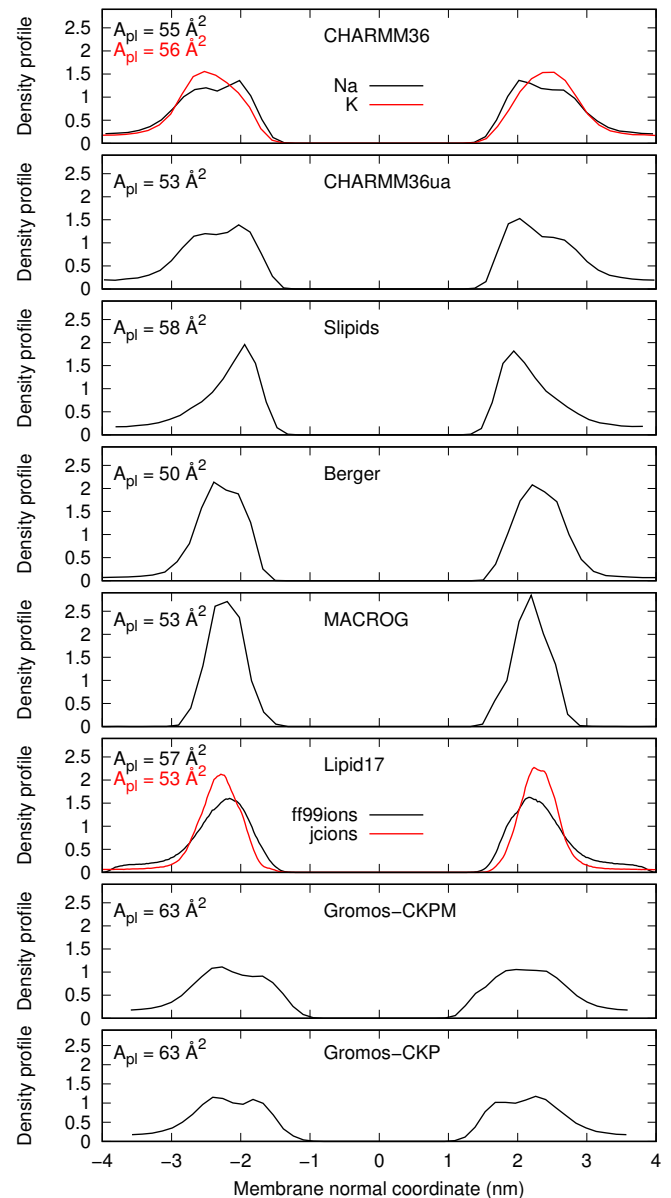 Density profile
2.5
2
1.5
1
0.5
0
A_pl = 55 Å^2
A_pl = 56 Å^2
CHARMM36
Na
K
Density profile
2.5
2
1.5
1
0.5
0
A_pl = 53 Å^2
CHARMM36ua
Density profile
2.5
2
1.5
1
0.5
0
A_pl = 58 Å^2
Slipids
Density profile
2.5
2
1.5
1
0.5
0
A_pl = 50 Å^2
Berger
Density profile
2.5
2
1.5
1
0.5
0
A_pl = 53 Å^2
MACROG
Density profile
2.5
2
1.5
1
0.5
0
A_pl = 57 Å^2
A_pl = 53 Å^2
Lipid17
ff99ions
jcions
Density profile
2.5
2
1.5
1
0.5
0
A_pl = 63 Å^2
Gromos−CKPM
Density profile
2.5
2
1.5
1
0.5
0
A_pl = 63 Å^2
Gromos−CKP
−4 −3 −2 −1 0 1 2 3 4
Membrane normal coordinate (nm)